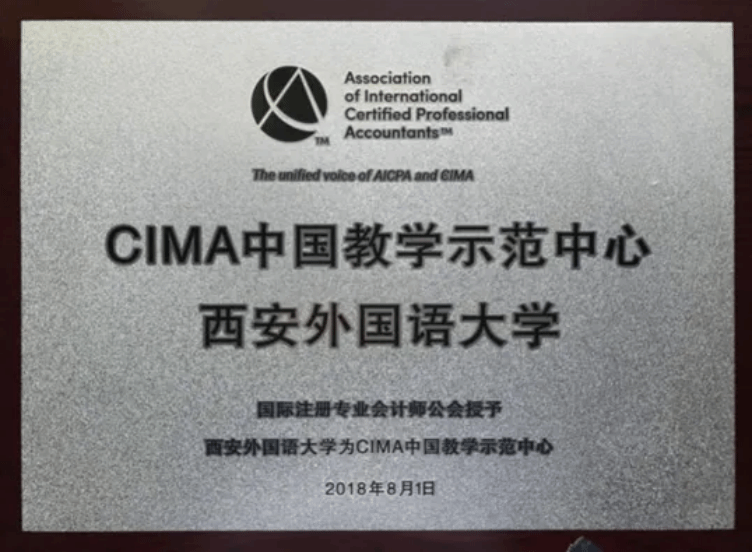 Association
of International
Certified Professional
Accountants™
TM
The unified voice of AICPA and CIMA
CIMA中国教学示范中心
西安外国语大学
国际注册专业会计师公会授予
西安外国语大学为CIMA中国教学示范中心
2018年8月1日